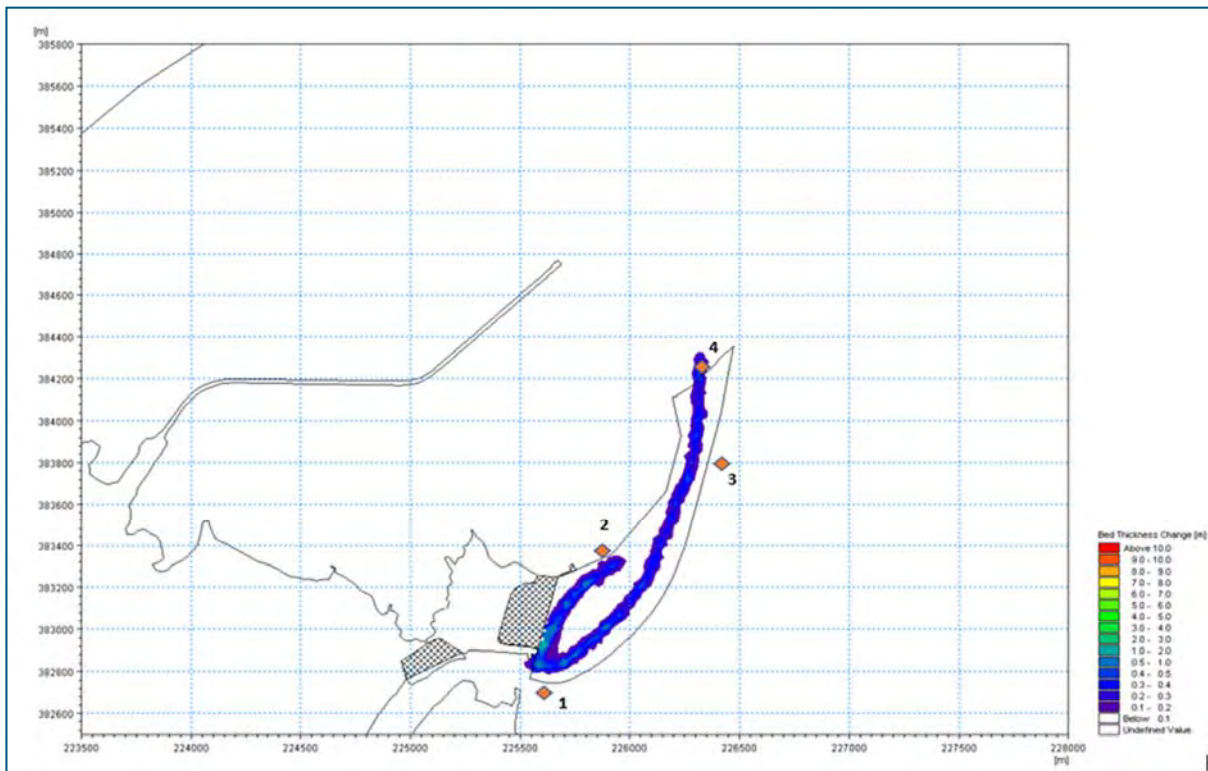 [m]
385800
385600
385400
385200
385000
384800
384600
384400
384200
384000
383800
383600
383400
383200
383000
382800
392600
4
3
2
1
223500 224000 224500 225000 225500 226000 226500 227000 227500 228000
[m]
Bed Thickness Change [m]
Above 10.0
9.0 - 10.0
8.0 - 9.0
7.0 - 8.0
6.0 - 7.0
5.0 - 6.0
4.0 - 5.0
3.0 - 4.0
2.0 - 3.0
1.0 - 2.0
0.5 - 1.0
0.4 - 0.5
0.3 - 0.4
0.2 - 0.3
0.1 - 0.2
Below 0.1
Undefined Value